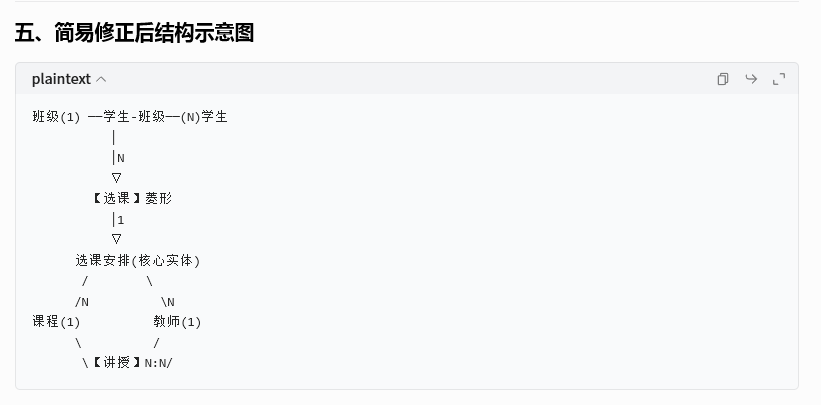 五、简易修正后结构示意图
plaintext
班级(1) ——学生-班级——(N)学生
│
│N
▽
【选课】菱形
│1
▽
选课安排(核心实体)
/ \
/N \N
课程(1) 教师(1)
\ /
\【讲授】N:N/